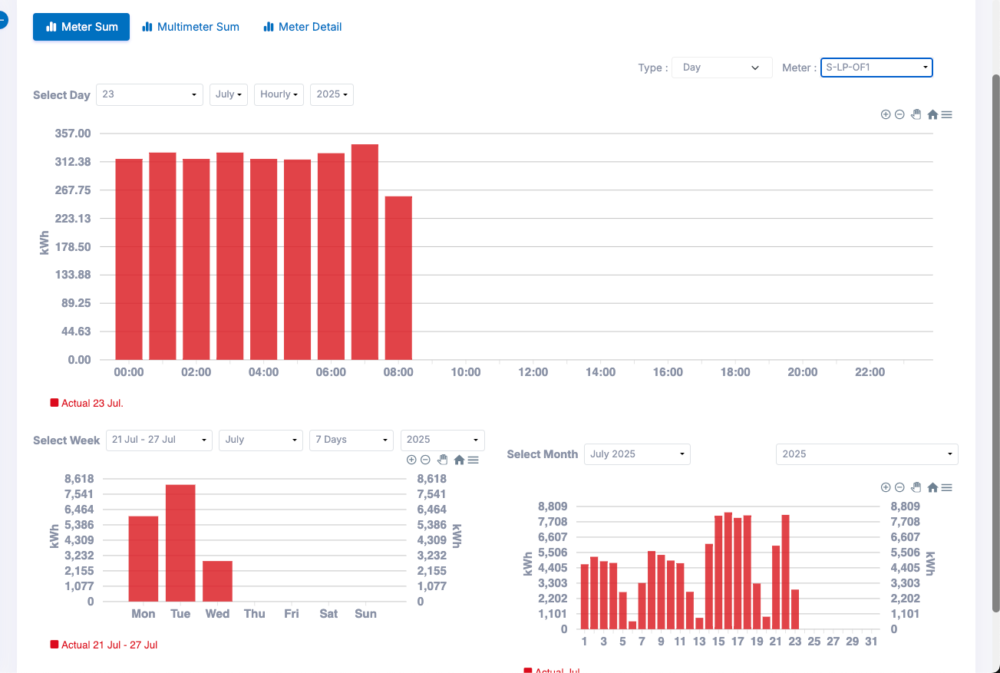 Meter Sum Multimeter Sum Meter Detail
Type : Day Meter : S-LP-OF1
Select Day 23 July Hourly 2025
357.00
312.38
267.75
223.13
178.50
133.88
89.25
44.63
0.00
kWh
00:00 02:00 04:00 06:00 08:00 10:00 12:00 14:00 16:00 18:00 20:00 22:00
Actual 23 Jul.
Select Week 21 Jul - 27 Jul July 7 Days 2025
8,618 8,618
7,541 7,541
6,464 6,464
5,386 5,386
4,309 4,309
3,232 3,232
2,155 2,155
1,077 1,077
0 0
kWh kWh
Mon Tue Wed Thu Fri Sat Sun
Actual 21 Jul - 27 Jul
Select Month July 2025 2025
8,809 8,809
7,708 7,708
6,607 6,607
5,506 5,506
4,405 4,405
3,303 3,303
2,202 2,202
1,101 1,101
0 0
kWh kWh
1 3 5 7 9 11 13 15 17 19 21 23 25 27 29 31
Actual Jul